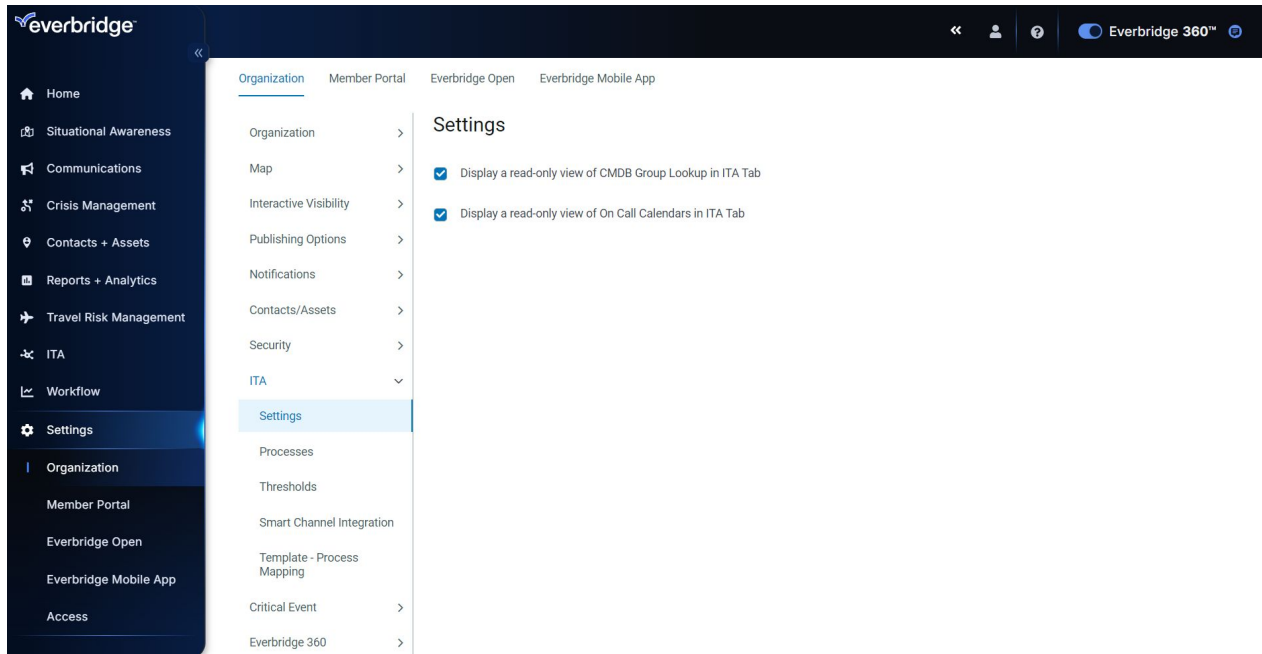 everbridge™
Everbridge 360™
Home
Situational Awareness
Communications
Crisis Management
Contacts + Assets
Reports + Analytics
Travel Risk Management
ITA
Workflow
Settings
Organization
Member Portal
Everbridge Open
Everbridge Mobile App
Access
Organization
Member Portal
Everbridge Open
Everbridge Mobile App
Organization
Map
Interactive Visibility
Publishing Options
Notifications
Contacts/Assets
Security
ITA
Settings
Processes
Thresholds
Smart Channel Integration
Template - Process
Mapping
Critical Event
Everbridge 360
Settings
Display a read-only view of CMDB Group Lookup in ITA Tab
Display a read-only view of On Call Calendars in ITA Tab